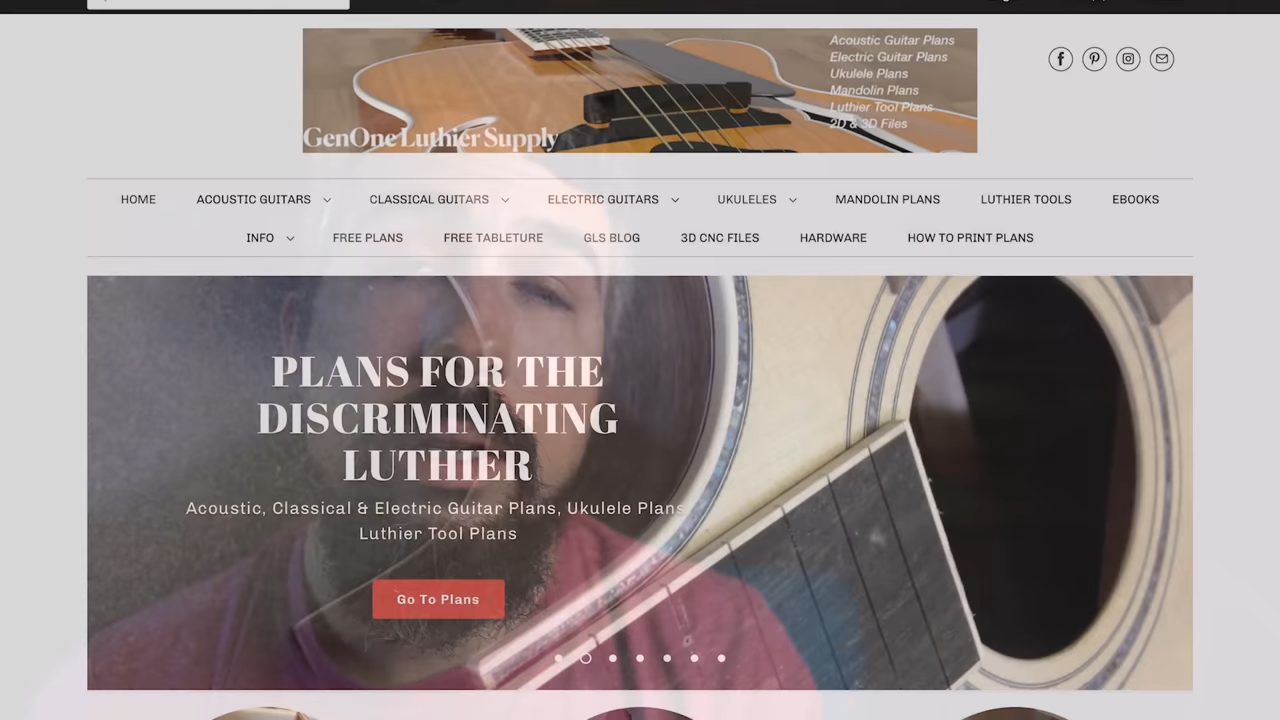 Acoustic Guitar Plans
Electric Guitar Plans
Ukulele Plans
Mandolin Plans
Luthier Tool Plans
2D & 3D Files
GenOne Luthier Supply
HOME ACOUSTIC GUITARS CLASSICAL GUITARS ELECTRIC GUITARS UKULELES MANDOLIN PLANS LUTHIER TOOLS EBOOKS
INFO FREE PLANS FREE TABLETURE GLS BLOG 3D CNC FILES HARDWARE HOW TO PRINT PLANS
PLANS FOR THE
DISCRIMINATING
LUTHIER
Acoustic, Classical & Electric Guitar Plans, Ukulele Plans
Luthier Tool Plans
Go To Plans